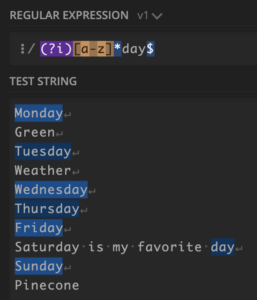 REGULAR EXPRESSION v1
/ (?i)[a-z]*day$
TEST STRING
Monday↵
Green↵
Tuesday↵
Weather↵
Wednesday↵
Thursday↵
Friday↵
Saturday·is·my·favorite·day↵
Sunday↵
Pinecone